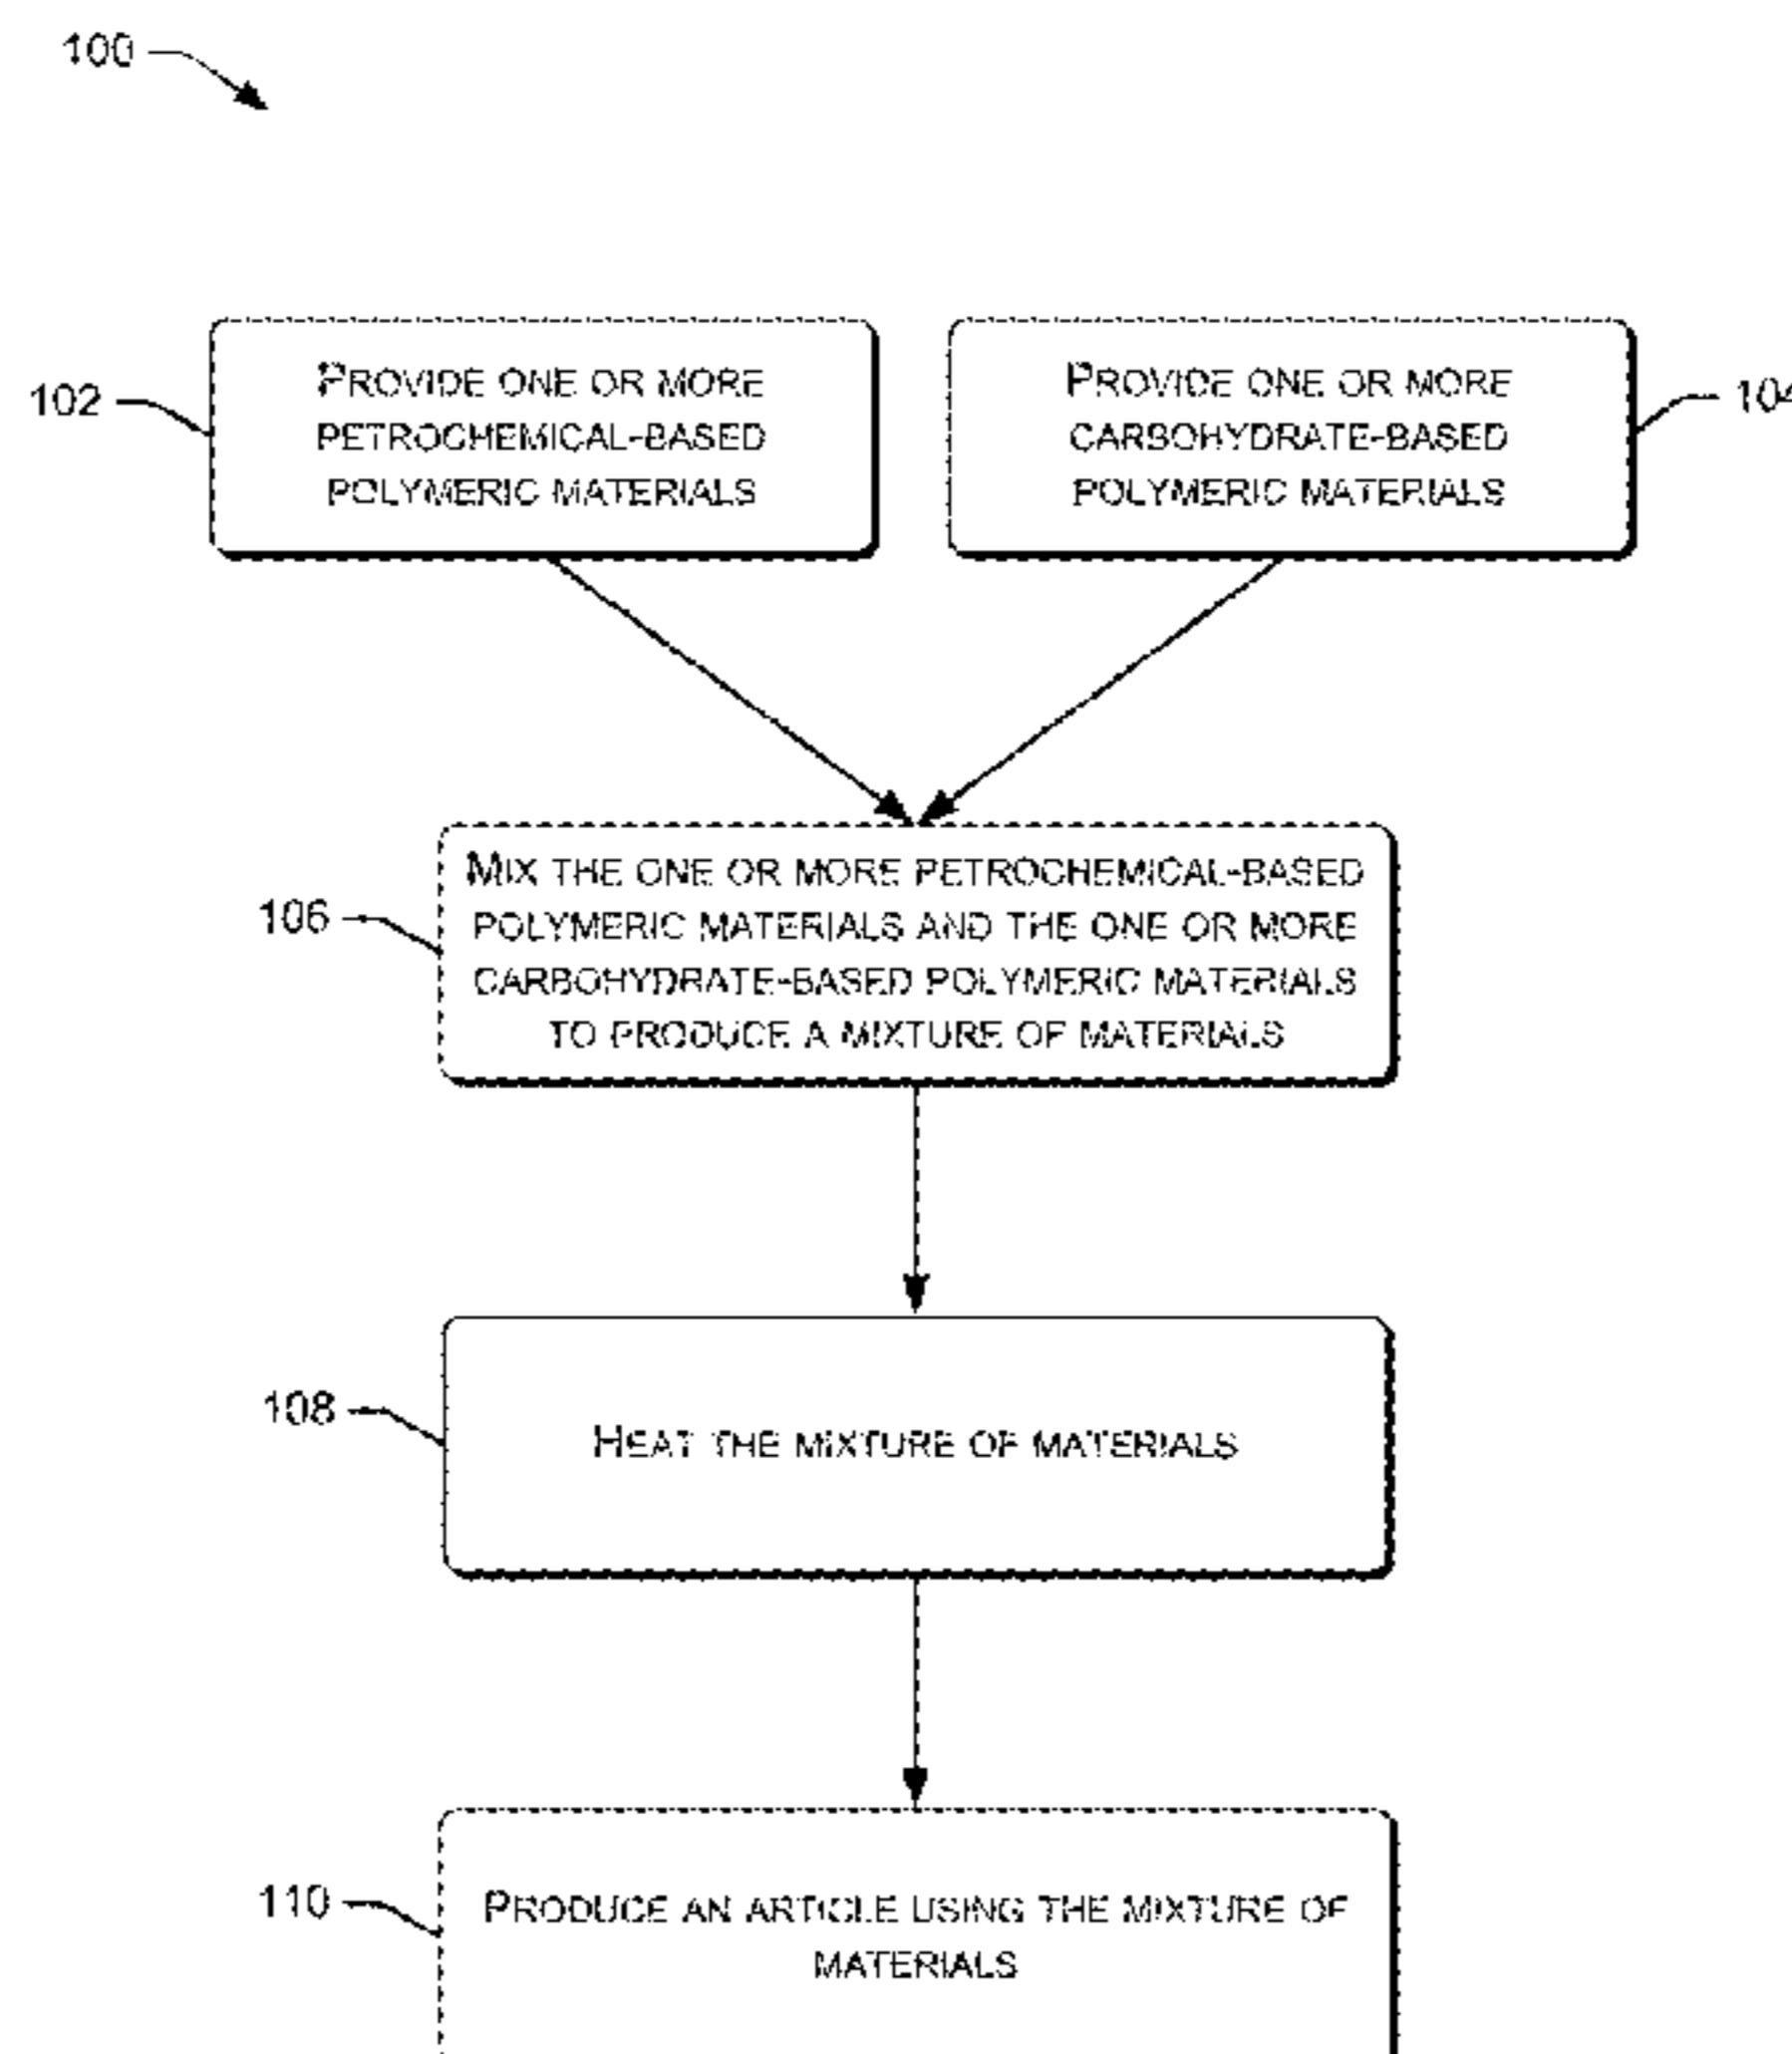 100
102
PROVIDE ONE OR MORE
PETROCHEMICAL-BASED
POLYMERIC MATERIALS
PROVIDE ONE OR MORE
CARBOHYDRATE-BASED
POLYMERIC MATERIALS
104
106
MIX THE ONE OR MORE PETROCHEMICAL-BASED
POLYMERIC MATERIALS AND THE ONE OR MORE
CARBOHYDRATE-BASED POLYMERIC MATERIALS
TO PRODUCE A MIXTURE OF MATERIALS
108
HEAT THE MIXTURE OF MATERIALS
110
PRODUCE AN ARTICLE USING THE MIXTURE OF
MATERIALS